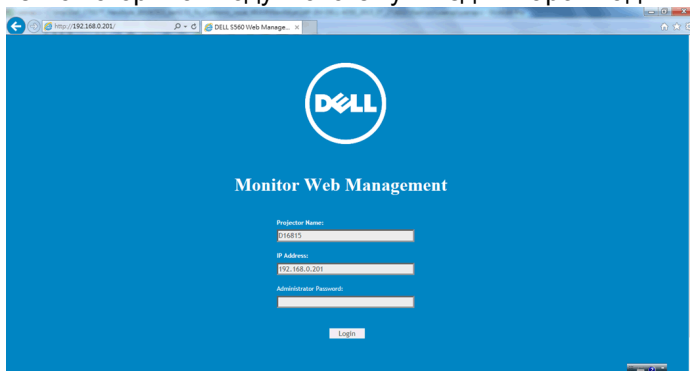 http://192.168.0.201/
DELL S560 Web Manage...
DELL
Monitor Web Management
Projector Name:
D16815
IP Address:
192.168.0.201
Administrator Password:
Login